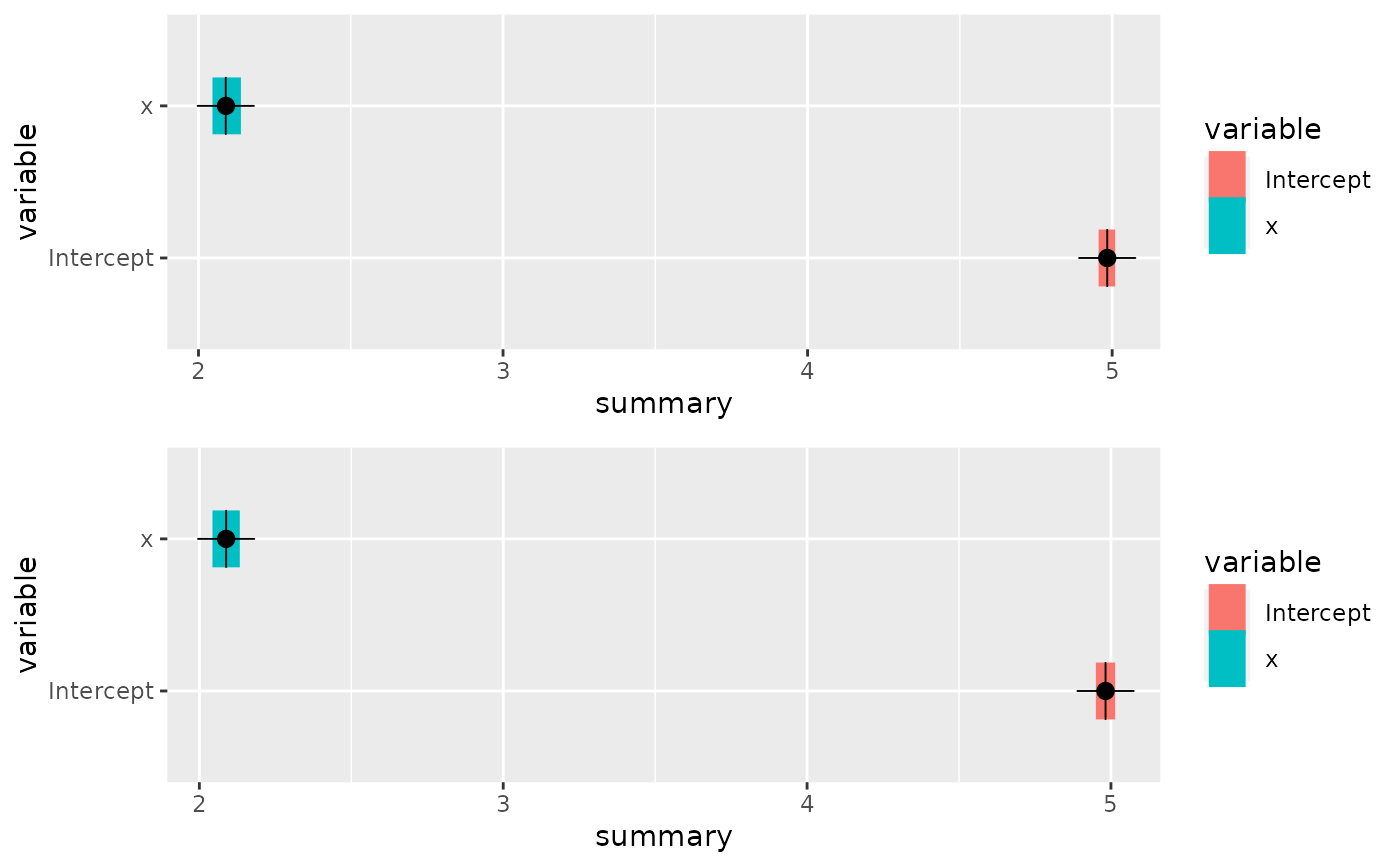 variable
x
Intercept
2 3 4 5
summary
variable
Intercept
x
variable
x
Intercept
2 3 4 5
summary
variable
Intercept
x